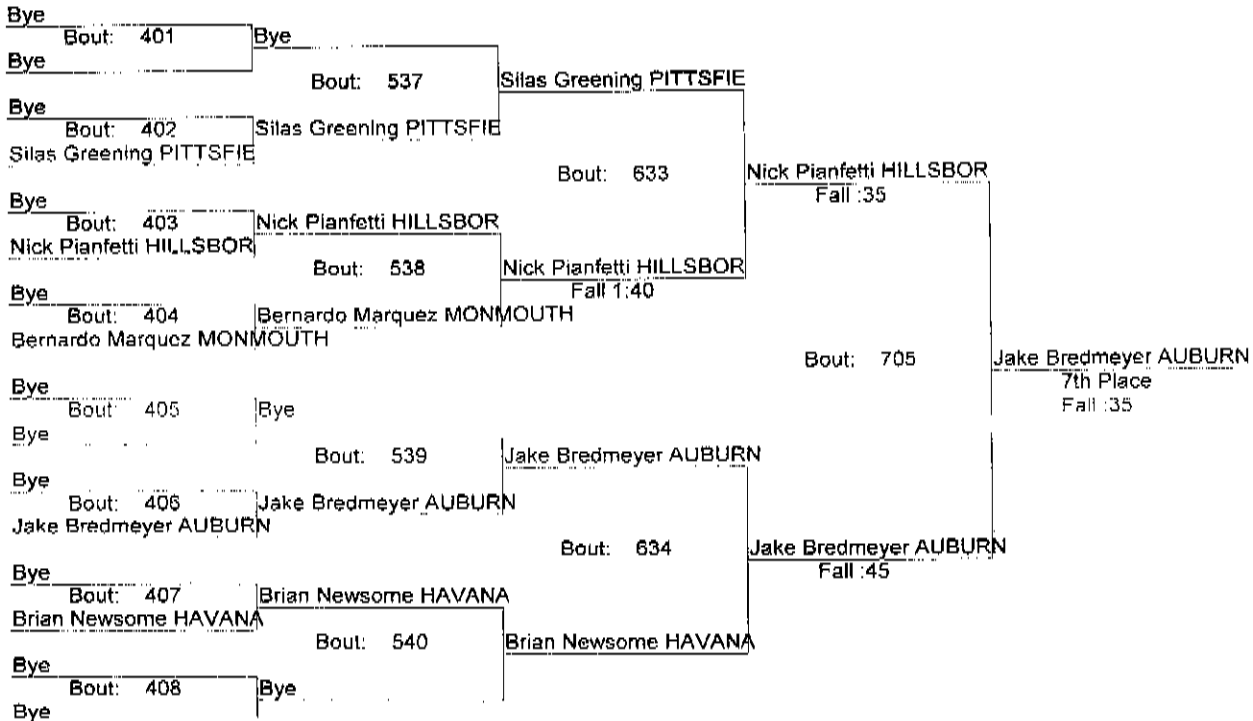 Bye
Bout: 401
Bye
Bye
Bout: 537
Silas Greening PITTSFIE
Bye
Bout: 402
Silas Greening PITTSFIE
Silas Greening PITTSFIE
Bout: 633
Nick Pianfetti HILLSBOR
Fall :35
Bye
Bout: 403
Nick Pianfetti HILLSBOR
Nick Pianfetti HILLSBOR
Bout: 538
Nick Pianfetti HILLSBOR
Fall 1:40
Bye
Bout: 404
Bernardo Marquez MONMOUTH
Bernardo Marquez MONMOUTH
Bout: 705
Jake Bredmeyer AUBURN
7th Place
Fall :35
Bye
Bout: 405
Bye
Bye
Bout: 539
Jake Bredmeyer AUBURN
Bye
Bout: 406
Jake Bredmeyer AUBURN
Jake Bredmeyer AUBURN
Bout: 634
Jake Bredmeyer AUBURN
Fall :45
Bye
Bout: 407
Brian Newsome HAVANA
Brian Newsome HAVANA
Bout: 540
Brian Newsome HAVANA
Bye
Bout: 408
Bye
Bye